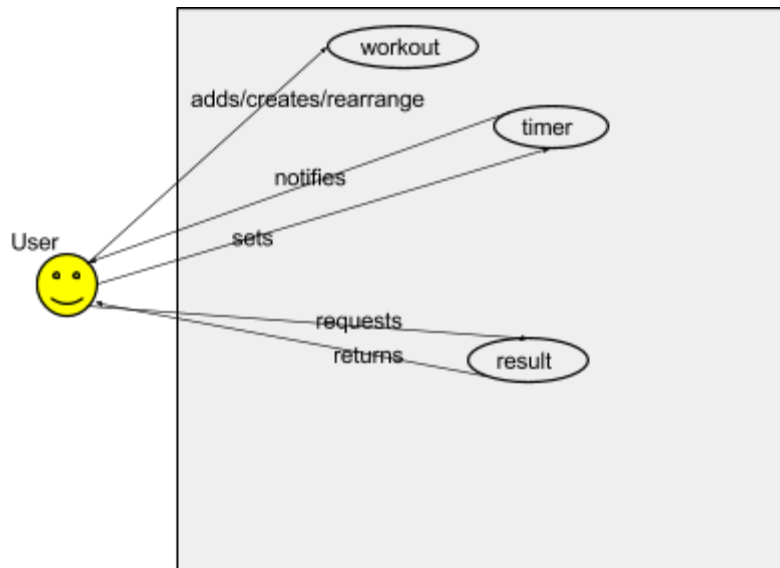 workout
adds/creates/rearrange
timer
notifies
sets
User
requests
returns
result